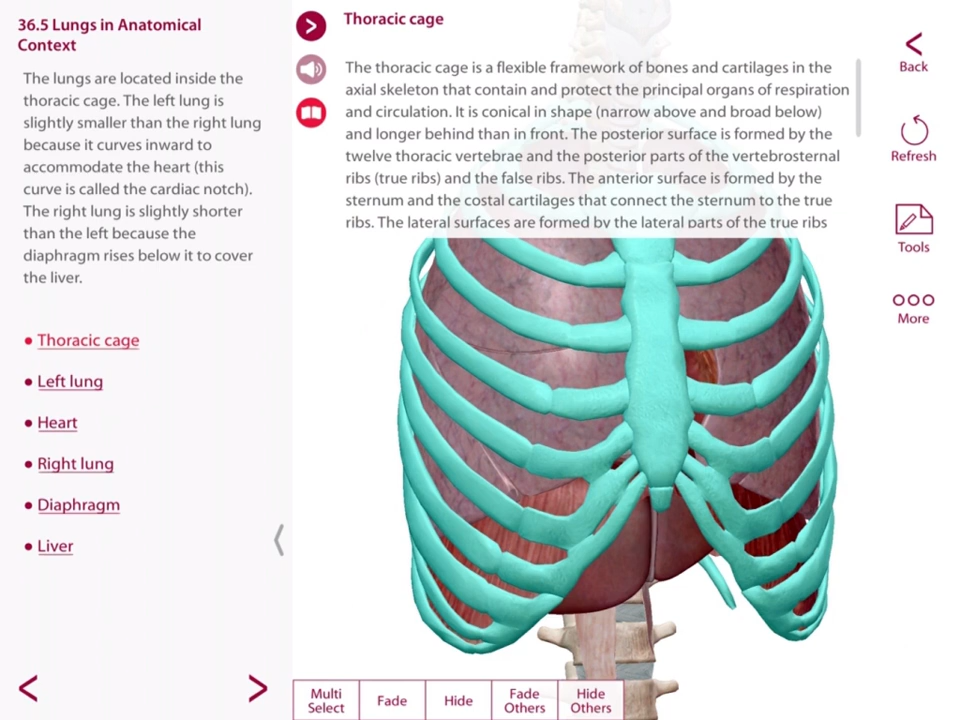 36.5 Lungs in Anatomical
Context
The lungs are located inside the
thoracic cage. The left lung is
slightly smaller than the right lung
because it curves inward to
accommodate the heart (this
curve is called the cardiac notch).
The right lung is slightly shorter
than the left because the
diaphragm rises below it to cover
the liver.
• Thoracic cage
• Left lung
• Heart
• Right lung
• Diaphragm
• Liver
Thoracic cage
The thoracic cage is a flexible framework of bones and cartilages in the
axial skeleton that contain and protect the principal organs of respiration
and circulation. It is conical in shape (narrow above and broad below)
and longer behind than in front. The posterior surface is formed by the
twelve thoracic vertebrae and the posterior parts of the vertebrosternal
ribs (true ribs) and the false ribs. The anterior surface is formed by the
sternum and the costal cartilages that connect the sternum to the true
ribs. The lateral surfaces are formed by the lateral parts of the true ribs
Back
Refresh
Tools
More
Multi
Select
Fade
Hide
Fade
Others
Hide
Others